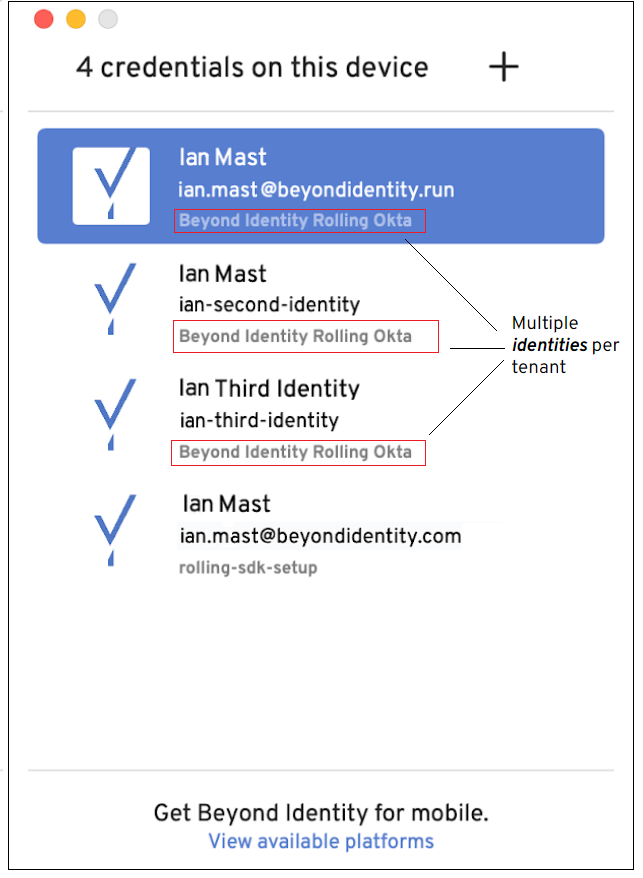 4 credentials on this device
Ian Mast
ian.mast@beyondidentity.run
Beyond Identity Rolling Okta
Ian Mast
ian-second-identity
Beyond Identity Rolling Okta
Ian Third Identity
ian-third-identity
Beyond Identity Rolling Okta
Multiple
identities per
tenant
Ian Mast
ian.mast@beyondidentity.com
rolling-sdk-setup
Get Beyond Identity for mobile.
View available platforms